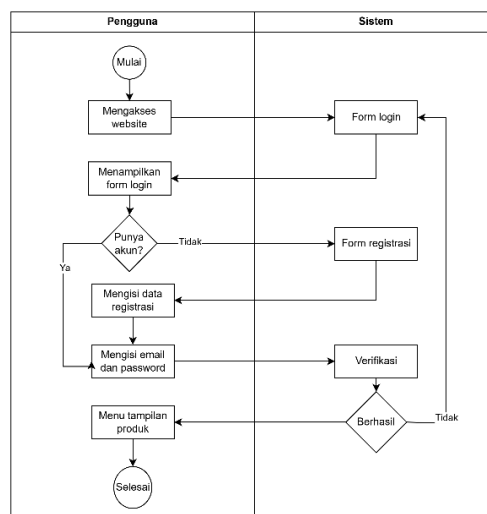 Pengguna
Sistem
Mulai
Mengakses
website
Form login
Menampilkan
form login
Punya
akun?
Tidak
Form registrasi
Ya
Mengisi data
registrasi
Mengisi email
dan password
Verifikasi
Menu tampilan
produk
Berhasil
Tidak
Selesai